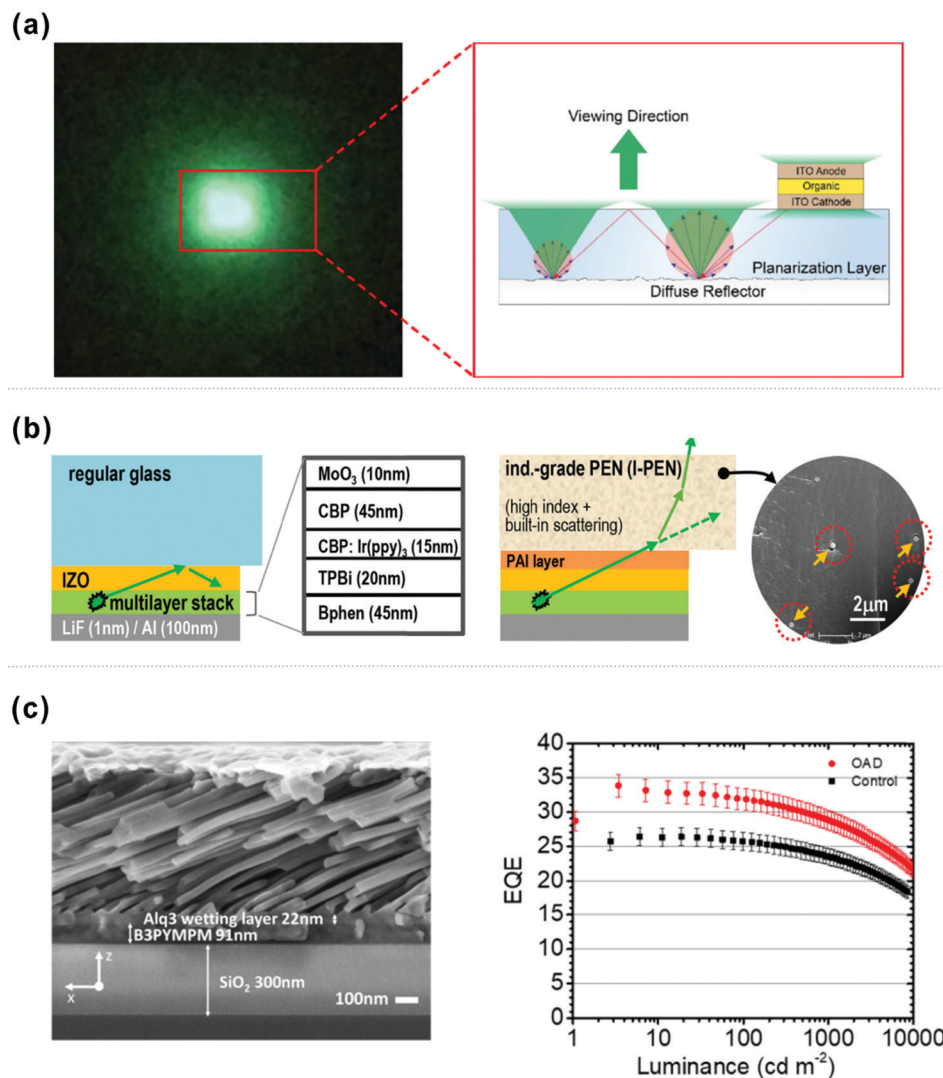 (a)
Viewing Direction
ITO Anode
Organic
ITO Cathode
Planarization Layer
Diffuse Reflector
(b)
regular glass
IZO
multilayer stack
LiF (1nm) / Al (100nm)
MoO₃ (10nm)
CBP (45nm)
CBP: Ir(ppy)₃ (15nm)
TPBi (20nm)
Bphen (45nm)
ind.-grade PEN (I-PEN)
(high index +
built-in scattering)
PAI layer
2μm
2 μm
(c)
Alq3 wetting layer 22nm
B3PYMPM 91nm
SiO₂ 300nm
z
x
100nm
EQE
40
35
30
25
20
15
10
5
0
OAD
Control
1 10 100 1000 10000
Luminance (cd m⁻²)